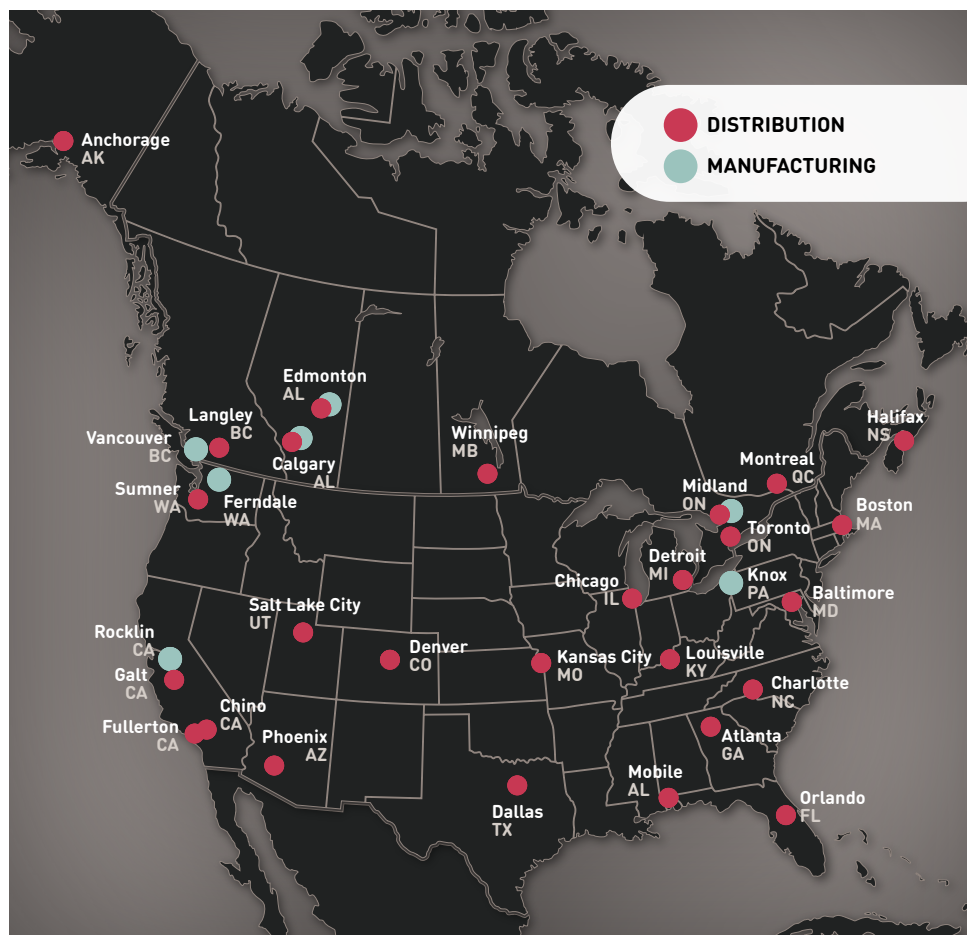 DISTRIBUTION
MANUFACTURING
Anchorage
AK
Edmonton
AL
Langley
BC
Vancouver
BC
Calgary
AL
Winnipeg
MB
Halifax
NS
Montreal
QC
Midland
ON
Sumner
WA
Ferndale
WA
Boston
MA
Toronto
ON
Detroit
MI
Chicago
IL
Knox
PA
Baltimore
MD
Salt Lake City
UT
Rocklin
CA
Denver
CO
Kansas City
MO
Louisville
KY
Galt
CA
Charlotte
NC
Chino
CA
Fullerton
CA
Phoenix
AZ
Atlanta
GA
Mobile
AL
Orlando
FL
Dallas
TX